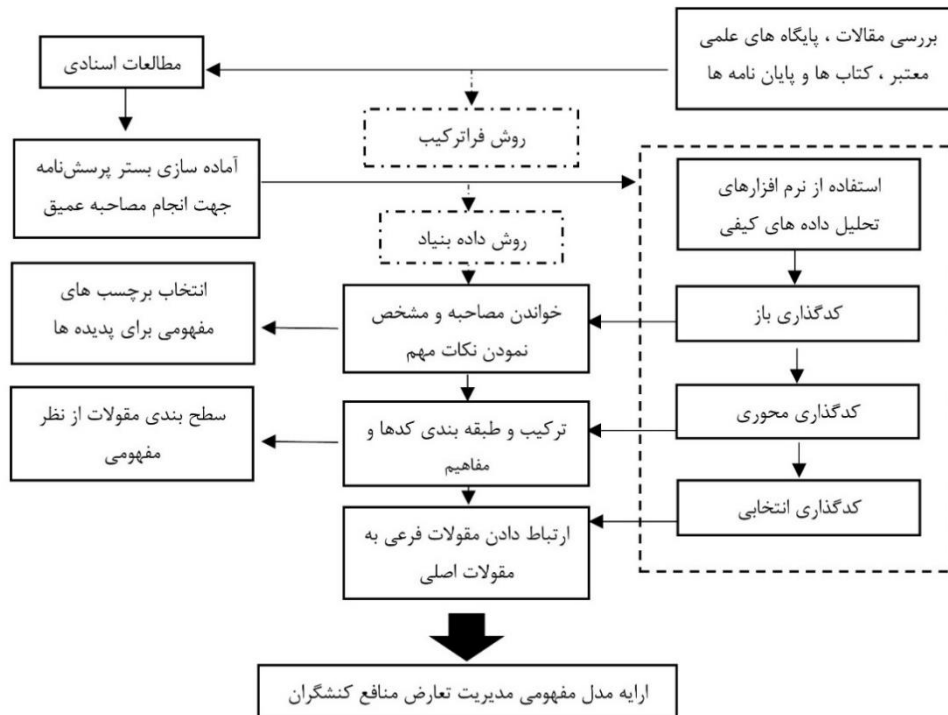 بررسی مقالات ، پایگاه های علمی
معتبر ، کتاب ها و پایان نامه ها
مطالعات اسنادی
روش فراترکیب
آماده سازی بستر پرسش‌نامه
جهت انجام مصاحبه عمیق
استفاده از نرم افزارهای
تحلیل داده های کیفی
روش داده بنیاد
کدگذاری باز
خواندن مصاحبه و مشخص
نمودن نکات مهم
انتخاب برچسب های
مفهومی برای پدیده ها
کدگذاری محوری
ترکیب و طبقه بندی کدها و
مفاهیم
سطح بندی مقولات از نظر
مفهومی
کدگذاری انتخابی
ارتباط دادن مقولات فرعی به
مقولات اصلی
ارایه مدل مفهومی مدیریت تعارض منافع کنشگران